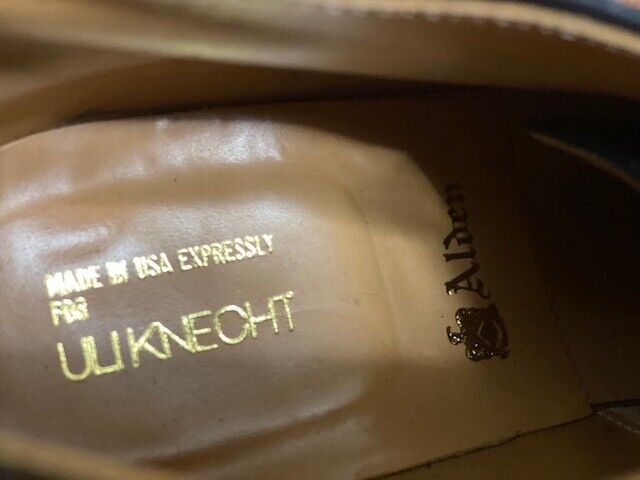 MADE IN USA EXPRESSLY
FOR
ULI KNECHT
Alden